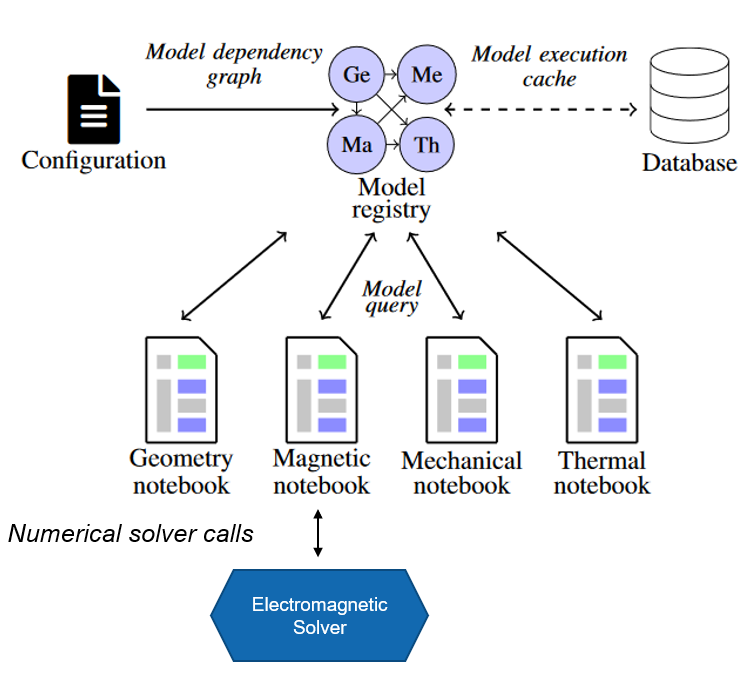 Model dependency
graph
Ge
Me
Model execution
cache
Ma
Th
Configuration
Database
Model
registry
Model
query
Geometry
notebook
Magnetic
notebook
Mechanical
notebook
Thermal
notebook
Numerical solver calls
Electromagnetic
Solver